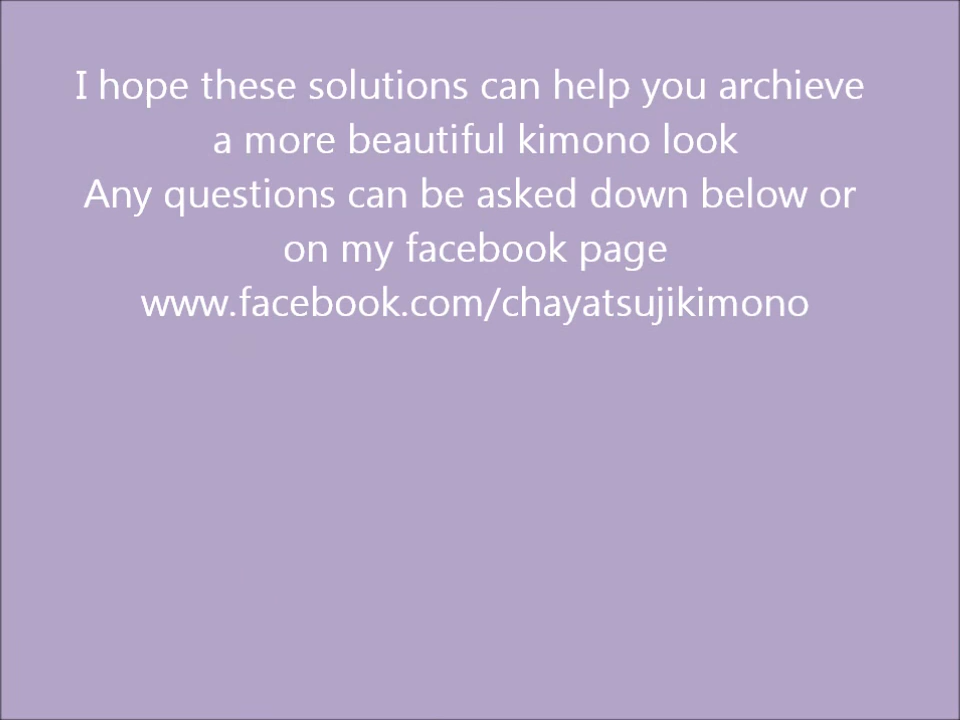 I hope these solutions can help you archieve
a more beautiful kimono look
Any questions can be asked down below or
on my facebook page
www.facebook.com/chayatsujikimono